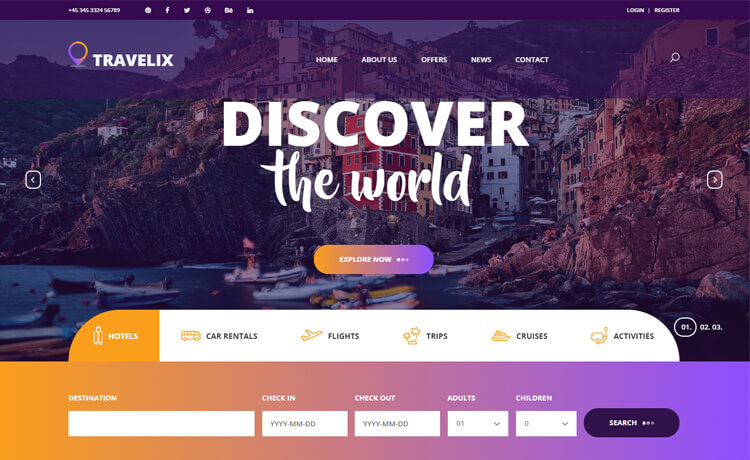 +45 345 3324 56789
LOGIN | REGISTER
TRAVELIX
HOME ABOUT US OFFERS NEWS CONTACT
DISCOVER
the world
EXPLORE NOW
HOTELS CAR RENTALS FLIGHTS TRIPS CRUISES ACTIVITIES
01. 02. 03.
DESTINATION CHECK IN CHECK OUT ADULTS CHILDREN
YYYY-MM-DD YYYY-MM-DD 01 0 SEARCH